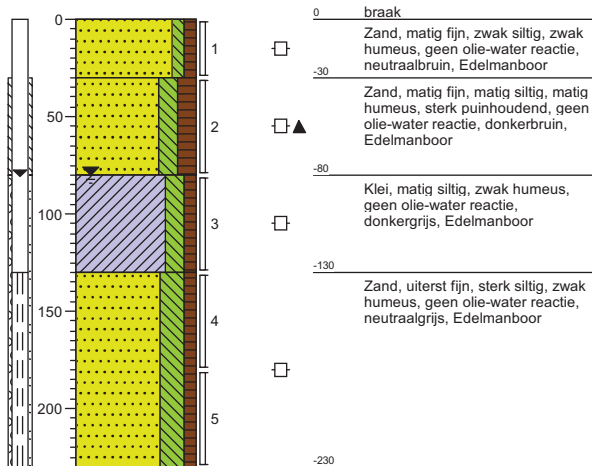 0
50
100
150
200
1
2
3
4
5
0
braak
Zand, matig fijn, zwak siltig, zwak
humeus, geen olie-water reactie,
neutraalbruin, Edelmanboor
-30
Zand, matig fijn, matig siltig, matig
humeus, sterk puinhoudend, geen
olie-water reactie, donkerbruin,
Edelmanboor
-80
Klei, matig siltig, zwak humeus,
geen olie-water reactie,
donkergrijs, Edelmanboor
-130
Zand, uiterst fijn, sterk siltig, zwak
humeus, geen olie-water reactie,
neutraalgrijs, Edelmanboor
-230